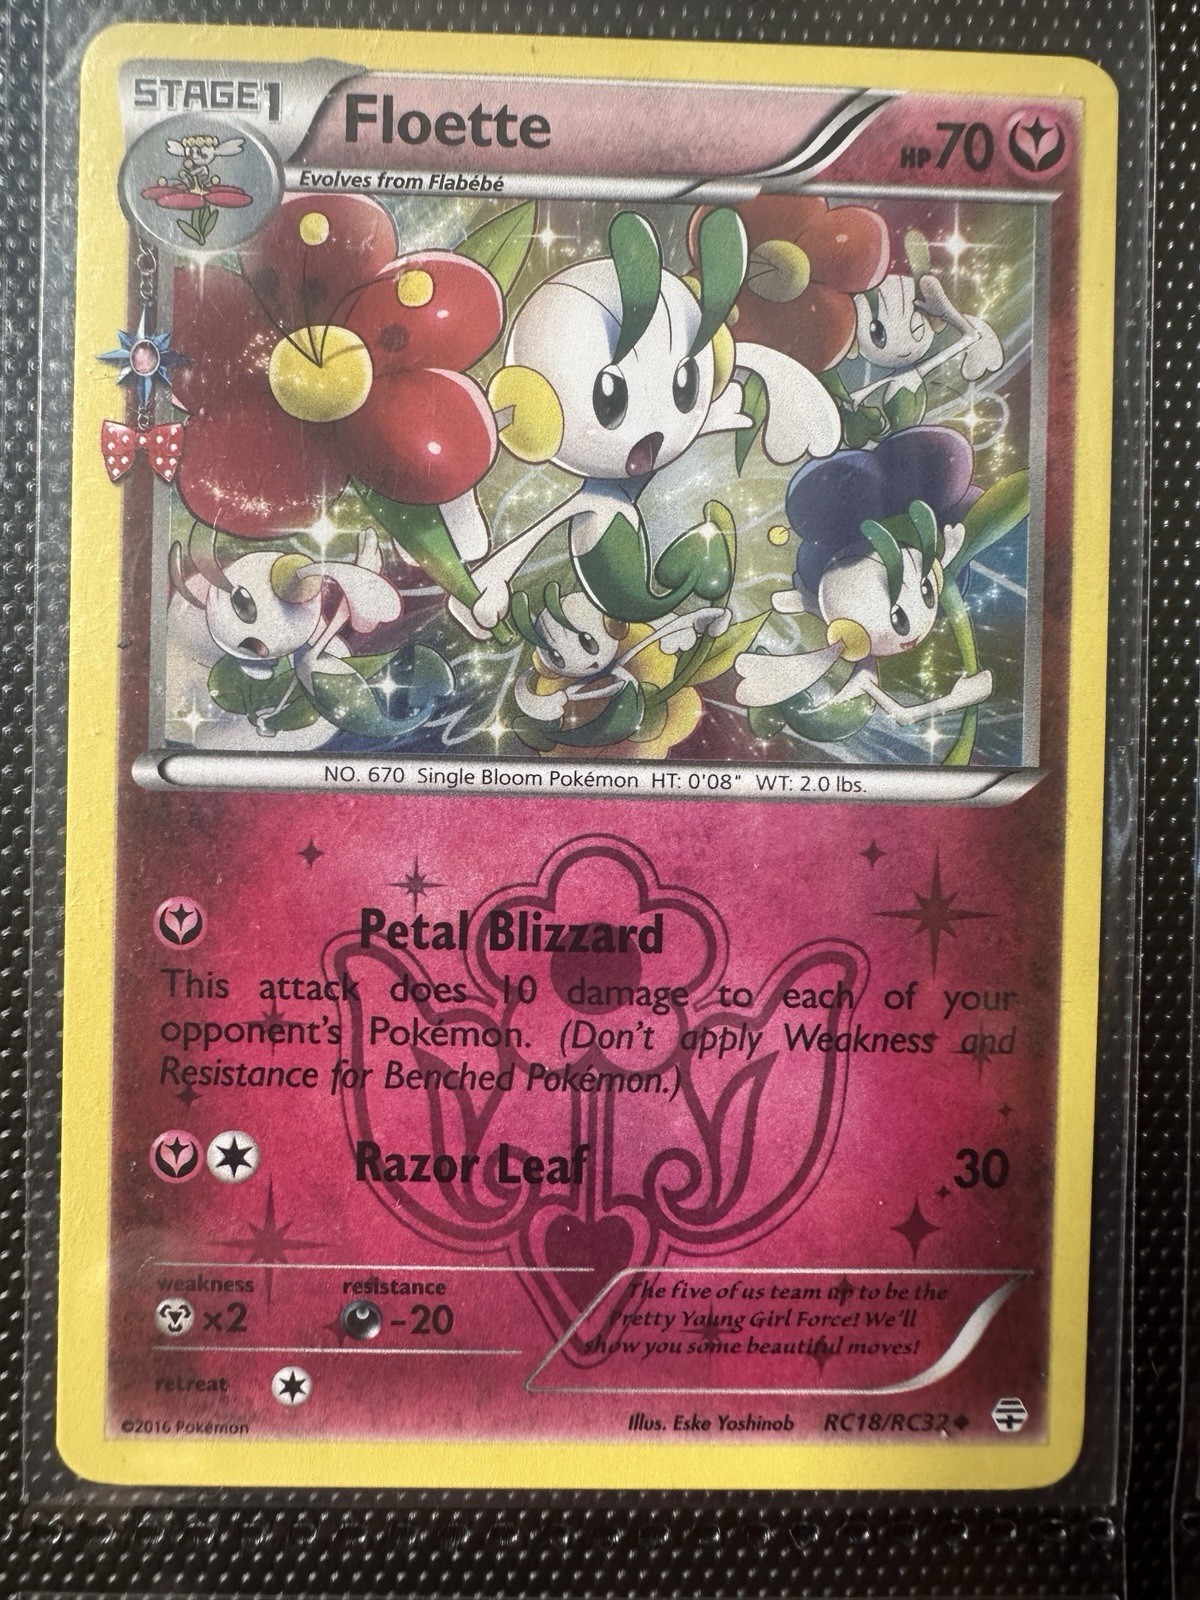 STAGE1
Floette
HP70
Evolves from Flabébé
NO. 670 Single Bloom Pokémon HT: 0'08" WT: 2.0 lbs.
Petal Blizzard
This attack does 10 damage to each of your
opponent's Pokémon. (Don't apply Weakness and
Resistance for Benched Pokémon.)
Razor Leaf 30
weakness resistance
x2 -20
The five of us team up to be the
Pretty Young Girl Force! We'll
show you some beautiful moves!
retreat
©2016 Pokémon Illus. Eske Yoshinob RC18/RC32